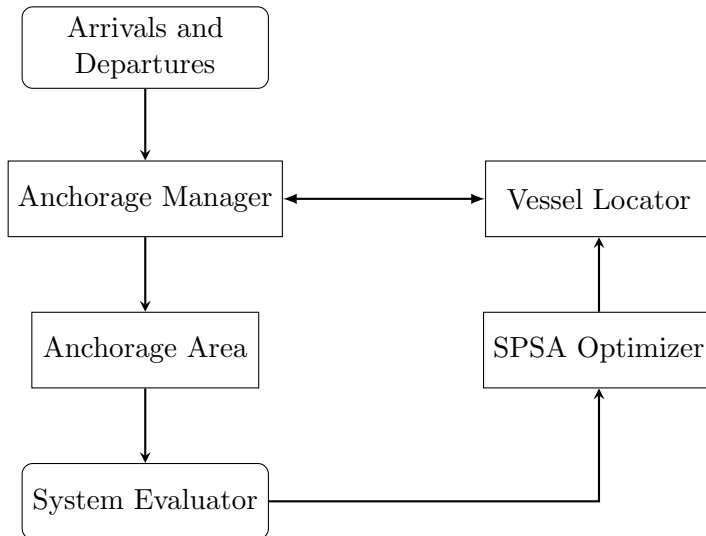 Arrivals and
Departures
Anchorage Manager
Vessel Locator
Anchorage Area
SPSA Optimizer
System Evaluator